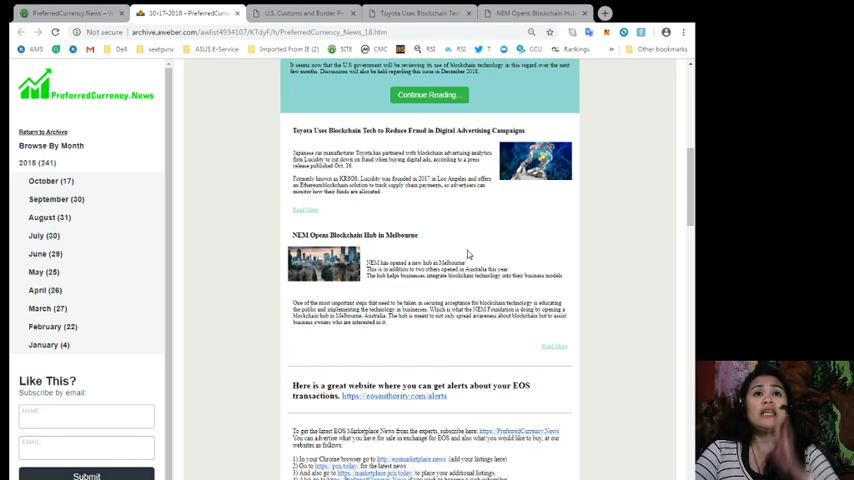 PreferredCurrency.News – W
10-17-2018 - PreferredCurr
U.S. Customs and Border Pr
Toyota Uses Blockchain Tec
NEM Opens Blockchain Hub
Not secure
archive.aweber.com/awlist4934107/KTdyF/h/PreferredCurrency_News_18.htm
AMS
N –
Dell
seatguru
ASUS E-Service
Imported From IE (2)
SITE
CMC
RSI
RSI
T
CCU
Rankings
»
Other bookmarks
PreferredCurrency.News
Return to Archive
Browse By Month
2018 (241)
October (17)
September (30)
August (31)
July (30)
June (29)
May (25)
April (26)
March (27)
February (22)
January (4)
Like This?
Subscribe by email:
NAME:
EMAIL:
Submit
It seems now that the U.S government will be reviewing its use of blockchain technology in this regard over the next
few months. Discussions will also be held regarding this issue in December 2018.
Continue Reading...
Toyota Uses Blockchain Tech to Reduce Fraud in Digital Advertising Campaigns
Japanese car manufacturer Toyota has partnered with blockchain advertising analytics
firm Lucidity to cut down on fraud when buying digital ads, according to a press
release published Oct. 16.
Formerly known as KR8OS, Lucidity was founded in 2017 in Los Angeles and offers
an Ethereum blockchain solution to track supply chain payments, so advertisers can
monitor how their funds are allocated.
Read More
NEM Opens Blockchain Hub in Melbourne
NEM has opened a new hub in Melbourne
This is in addition to two others opened in Australia this year
The hub helps businesses integrate blockchain technology into their business models
One of the most important steps that need to be taken in securing acceptance for blockchain technology is educating
the public and implementing the technology in businesses. Which is what the NEM Foundation is doing by opening a
blockchain hub in Melbourne, Australia. The hub is meant to not only spread awareness about blockchain but to assist
business owners who are interested in it.
Read More
Here is a great website where you can get alerts about your EOS
transactions. https://eosauthority.com/alerts
To get the latest EOS Marketplace News from the experts, subscribe here: https://PreferredCurrency.News
You can advertise what you have for sale in exchange for EOS and also what you would like to buy, at our
websites as follows:
1) In your Chrome browser go to http://eosmarketplace.news/ (add your listings here)
2) Go to https://pcn.today/ for the latest news
3) And also go to https://marketplace.pcn.today/ to place your additional listings.